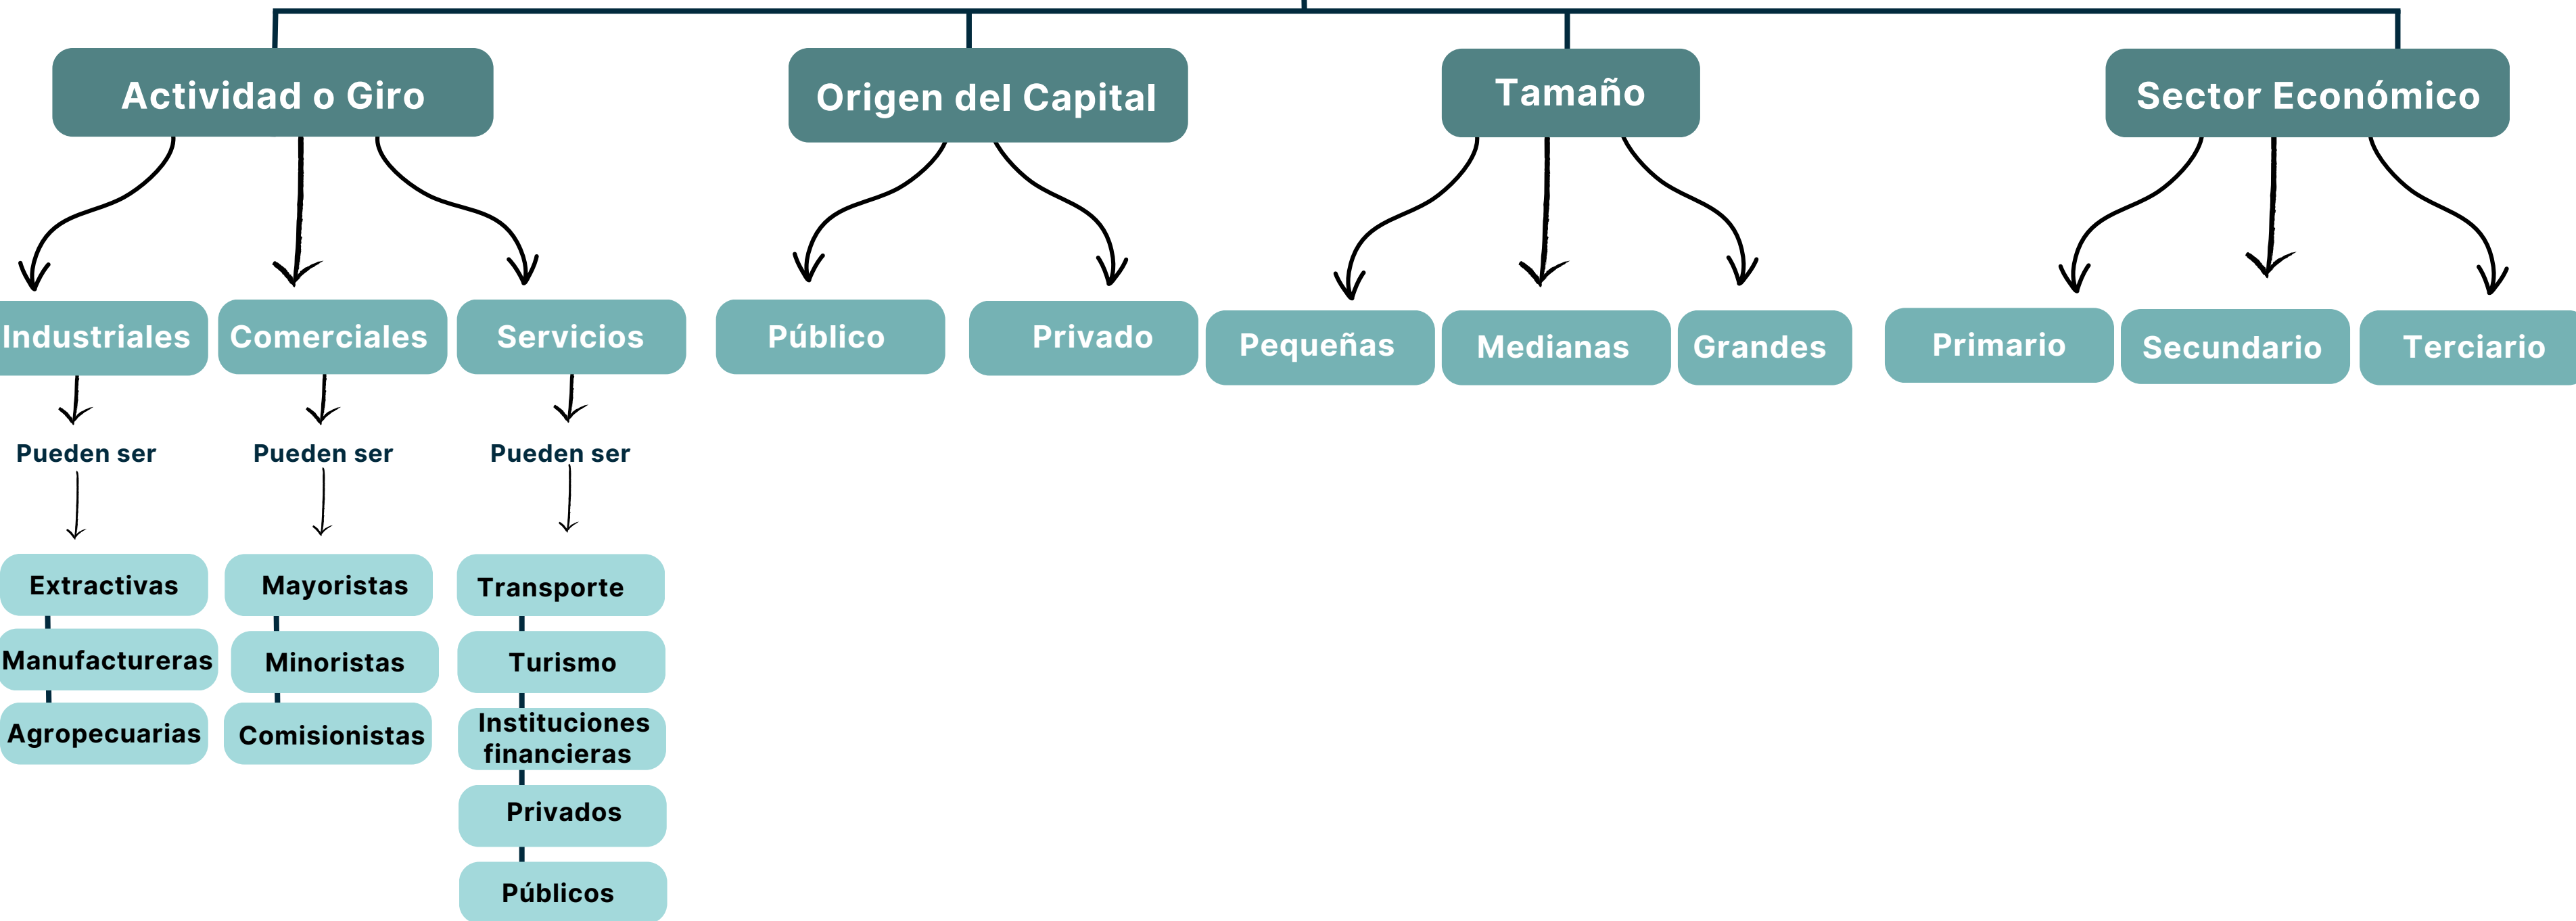 Actividad o Giro
Origen del Capital
Tamaño
Sector Económico
Industriales
Comerciales
Servicios
Público
Privado
Pequeñas
Medianas
Grandes
Primario
Secundario
Terciario
Pueden ser
Pueden ser
Pueden ser
Extractivas
Manufactureras
Agropecuarias
Mayoristas
Minoristas
Comisionistas
Transporte
Turismo
Instituciones
financieras
Privados
Públicos